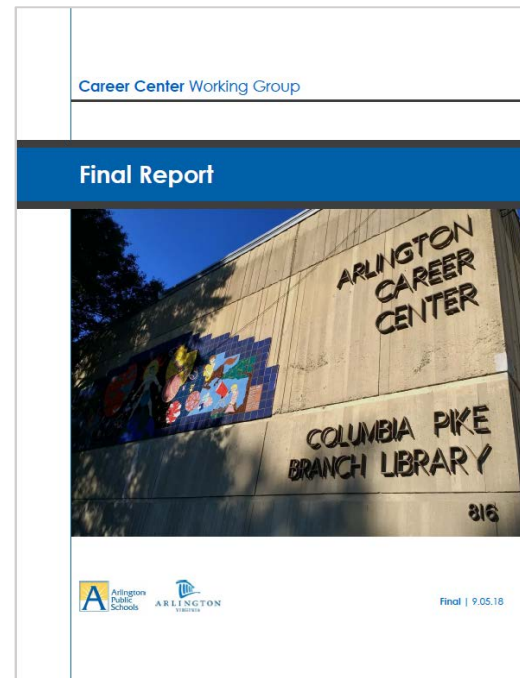 Career Center Working Group
Final Report
ARLINGTON
CAREER
CENTER
COLUMBIA PIKE
BRANCH LIBRARY
816
A
Arlington
Public
Schools
ARLINGTON
VIRGINIA
Final | 9.05.18